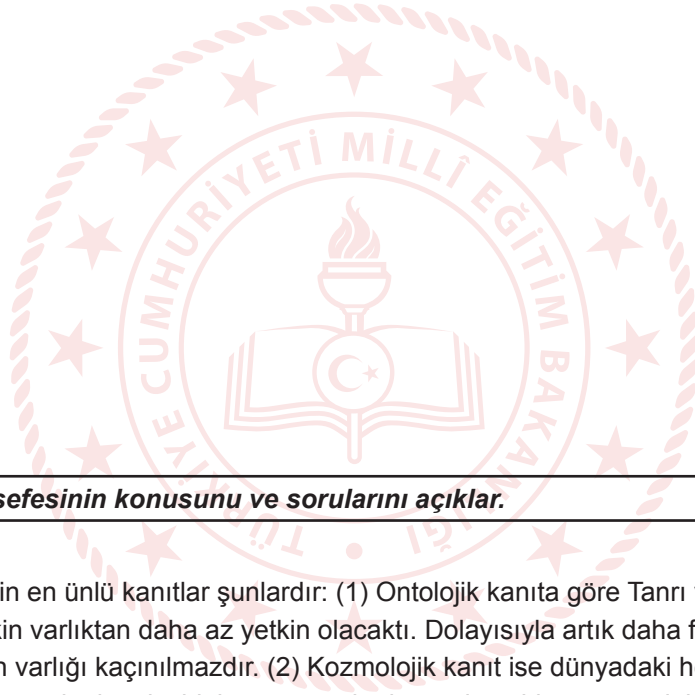 TÜRKİYE CUMHURİYETİ MİLLÎ EĞİTİM BAKANLIĞI
sefesinin konusunu ve sorularını açıklar.
in en ünlü kanıtlar şunlardır: (1) Ontolojik kanıta göre Tanrı
kin varlıktan daha az yetkin olacaktı. Dolayısıyla artık daha f
n varlığı kaçınılmazdır. (2) Kozmolojik kanıt ise dünyadaki h